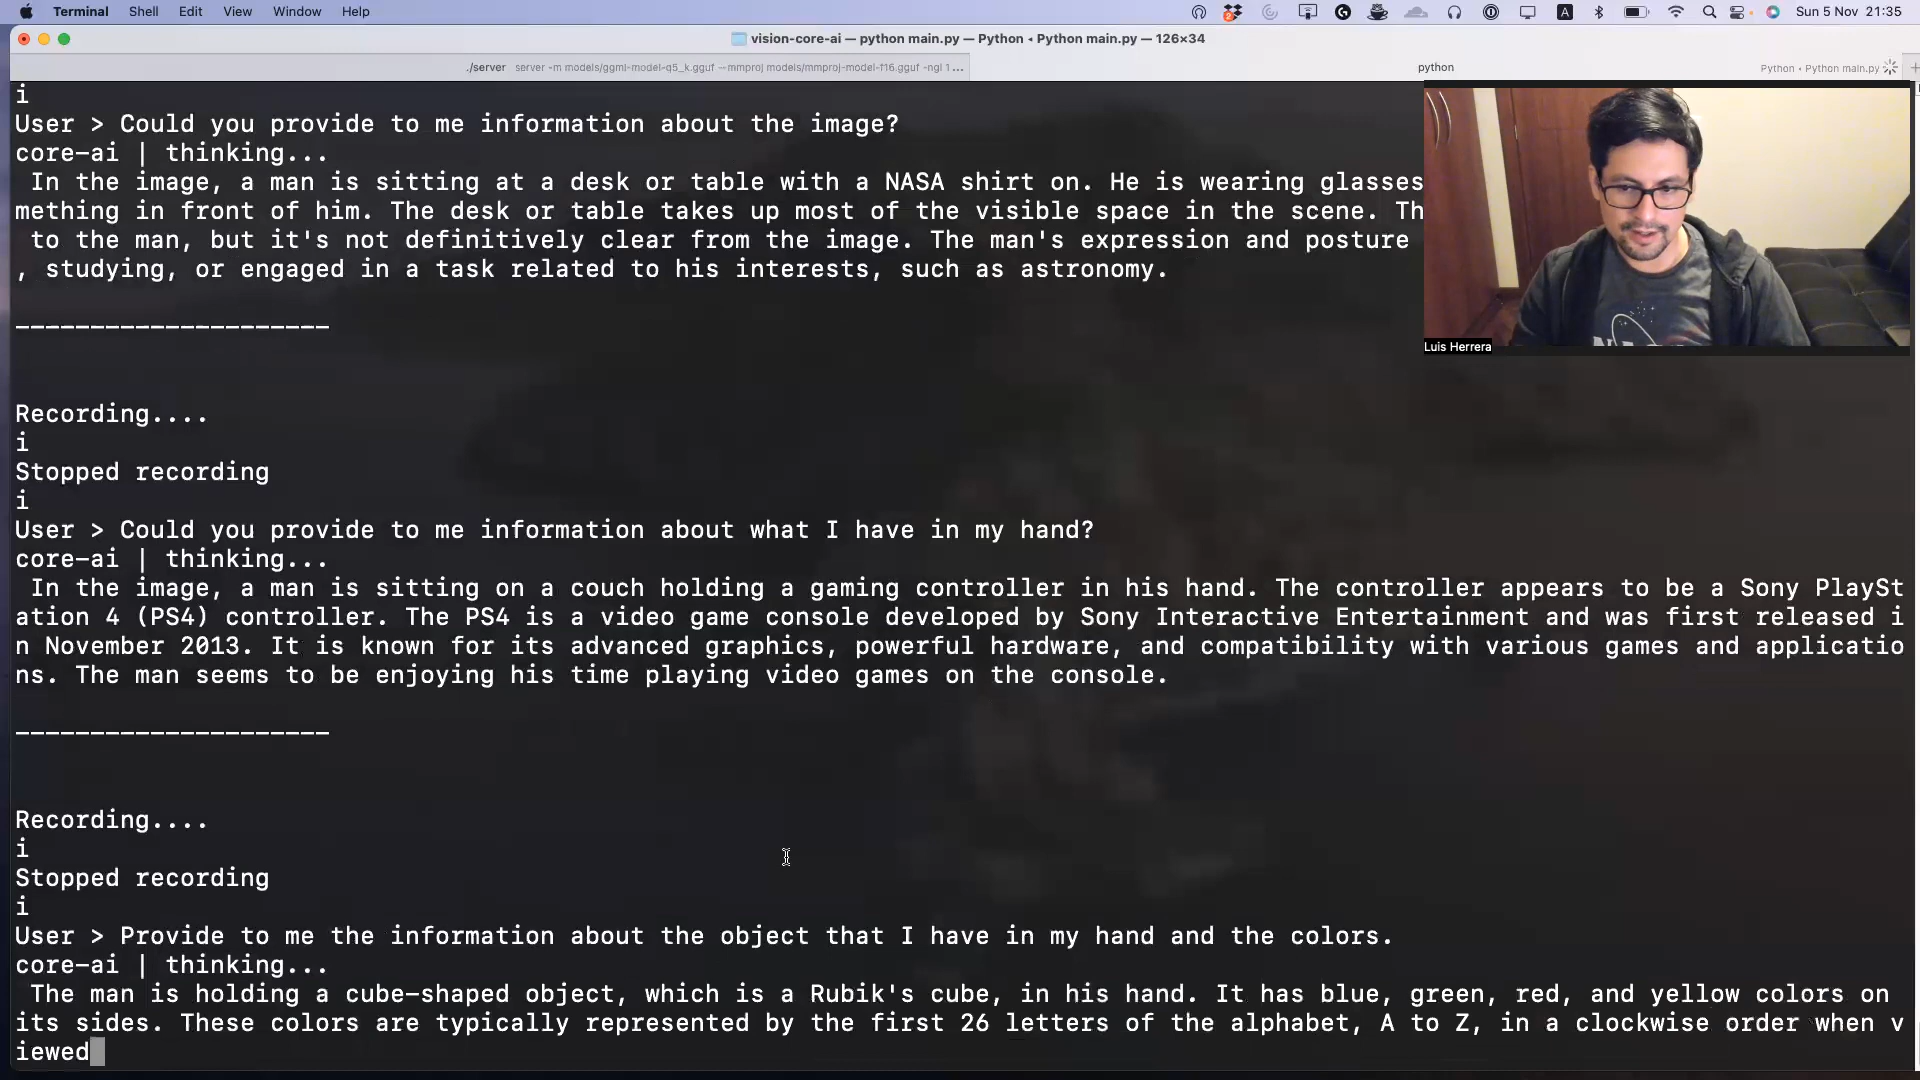 Terminal Shell Edit View Window Help Sun 5 Nov 21:35
vision-core-ai — python main.py — Python ◂ Python main.py — 126×34
./server server -m models/ggml-model-q5_k.gguf --mmproj models/mmproj-model-f16.gguf -ngl 1 ... python Python ◂ Python main.py
i
User > Could you provide to me information about the image?
core-ai | thinking...
In the image, a man is sitting at a desk or table with a NASA shirt on. He is wearing glasses
mething in front of him. The desk or table takes up most of the visible space in the scene. Th
to the man, but it's not definitively clear from the image. The man's expression and posture
, studying, or engaged in a task related to his interests, such as astronomy.
---------------------
Luis Herrera
Recording....
i
Stopped recording
i
User > Could you provide to me information about what I have in my hand?
core-ai | thinking...
In the image, a man is sitting on a couch holding a gaming controller in his hand. The controller appears to be a Sony PlaySt
ation 4 (PS4) controller. The PS4 is a video game console developed by Sony Interactive Entertainment and was first released i
n November 2013. It is known for its advanced graphics, powerful hardware, and compatibility with various games and applicatio
ns. The man seems to be enjoying his time playing video games on the console.
---------------------
Recording....
i
Stopped recording
i
User > Provide to me the information about the object that I have in my hand and the colors.
core-ai | thinking...
The man is holding a cube-shaped object, which is a Rubik's cube, in his hand. It has blue, green, red, and yellow colors on
its sides. These colors are typically represented by the first 26 letters of the alphabet, A to Z, in a clockwise order when v
iewed